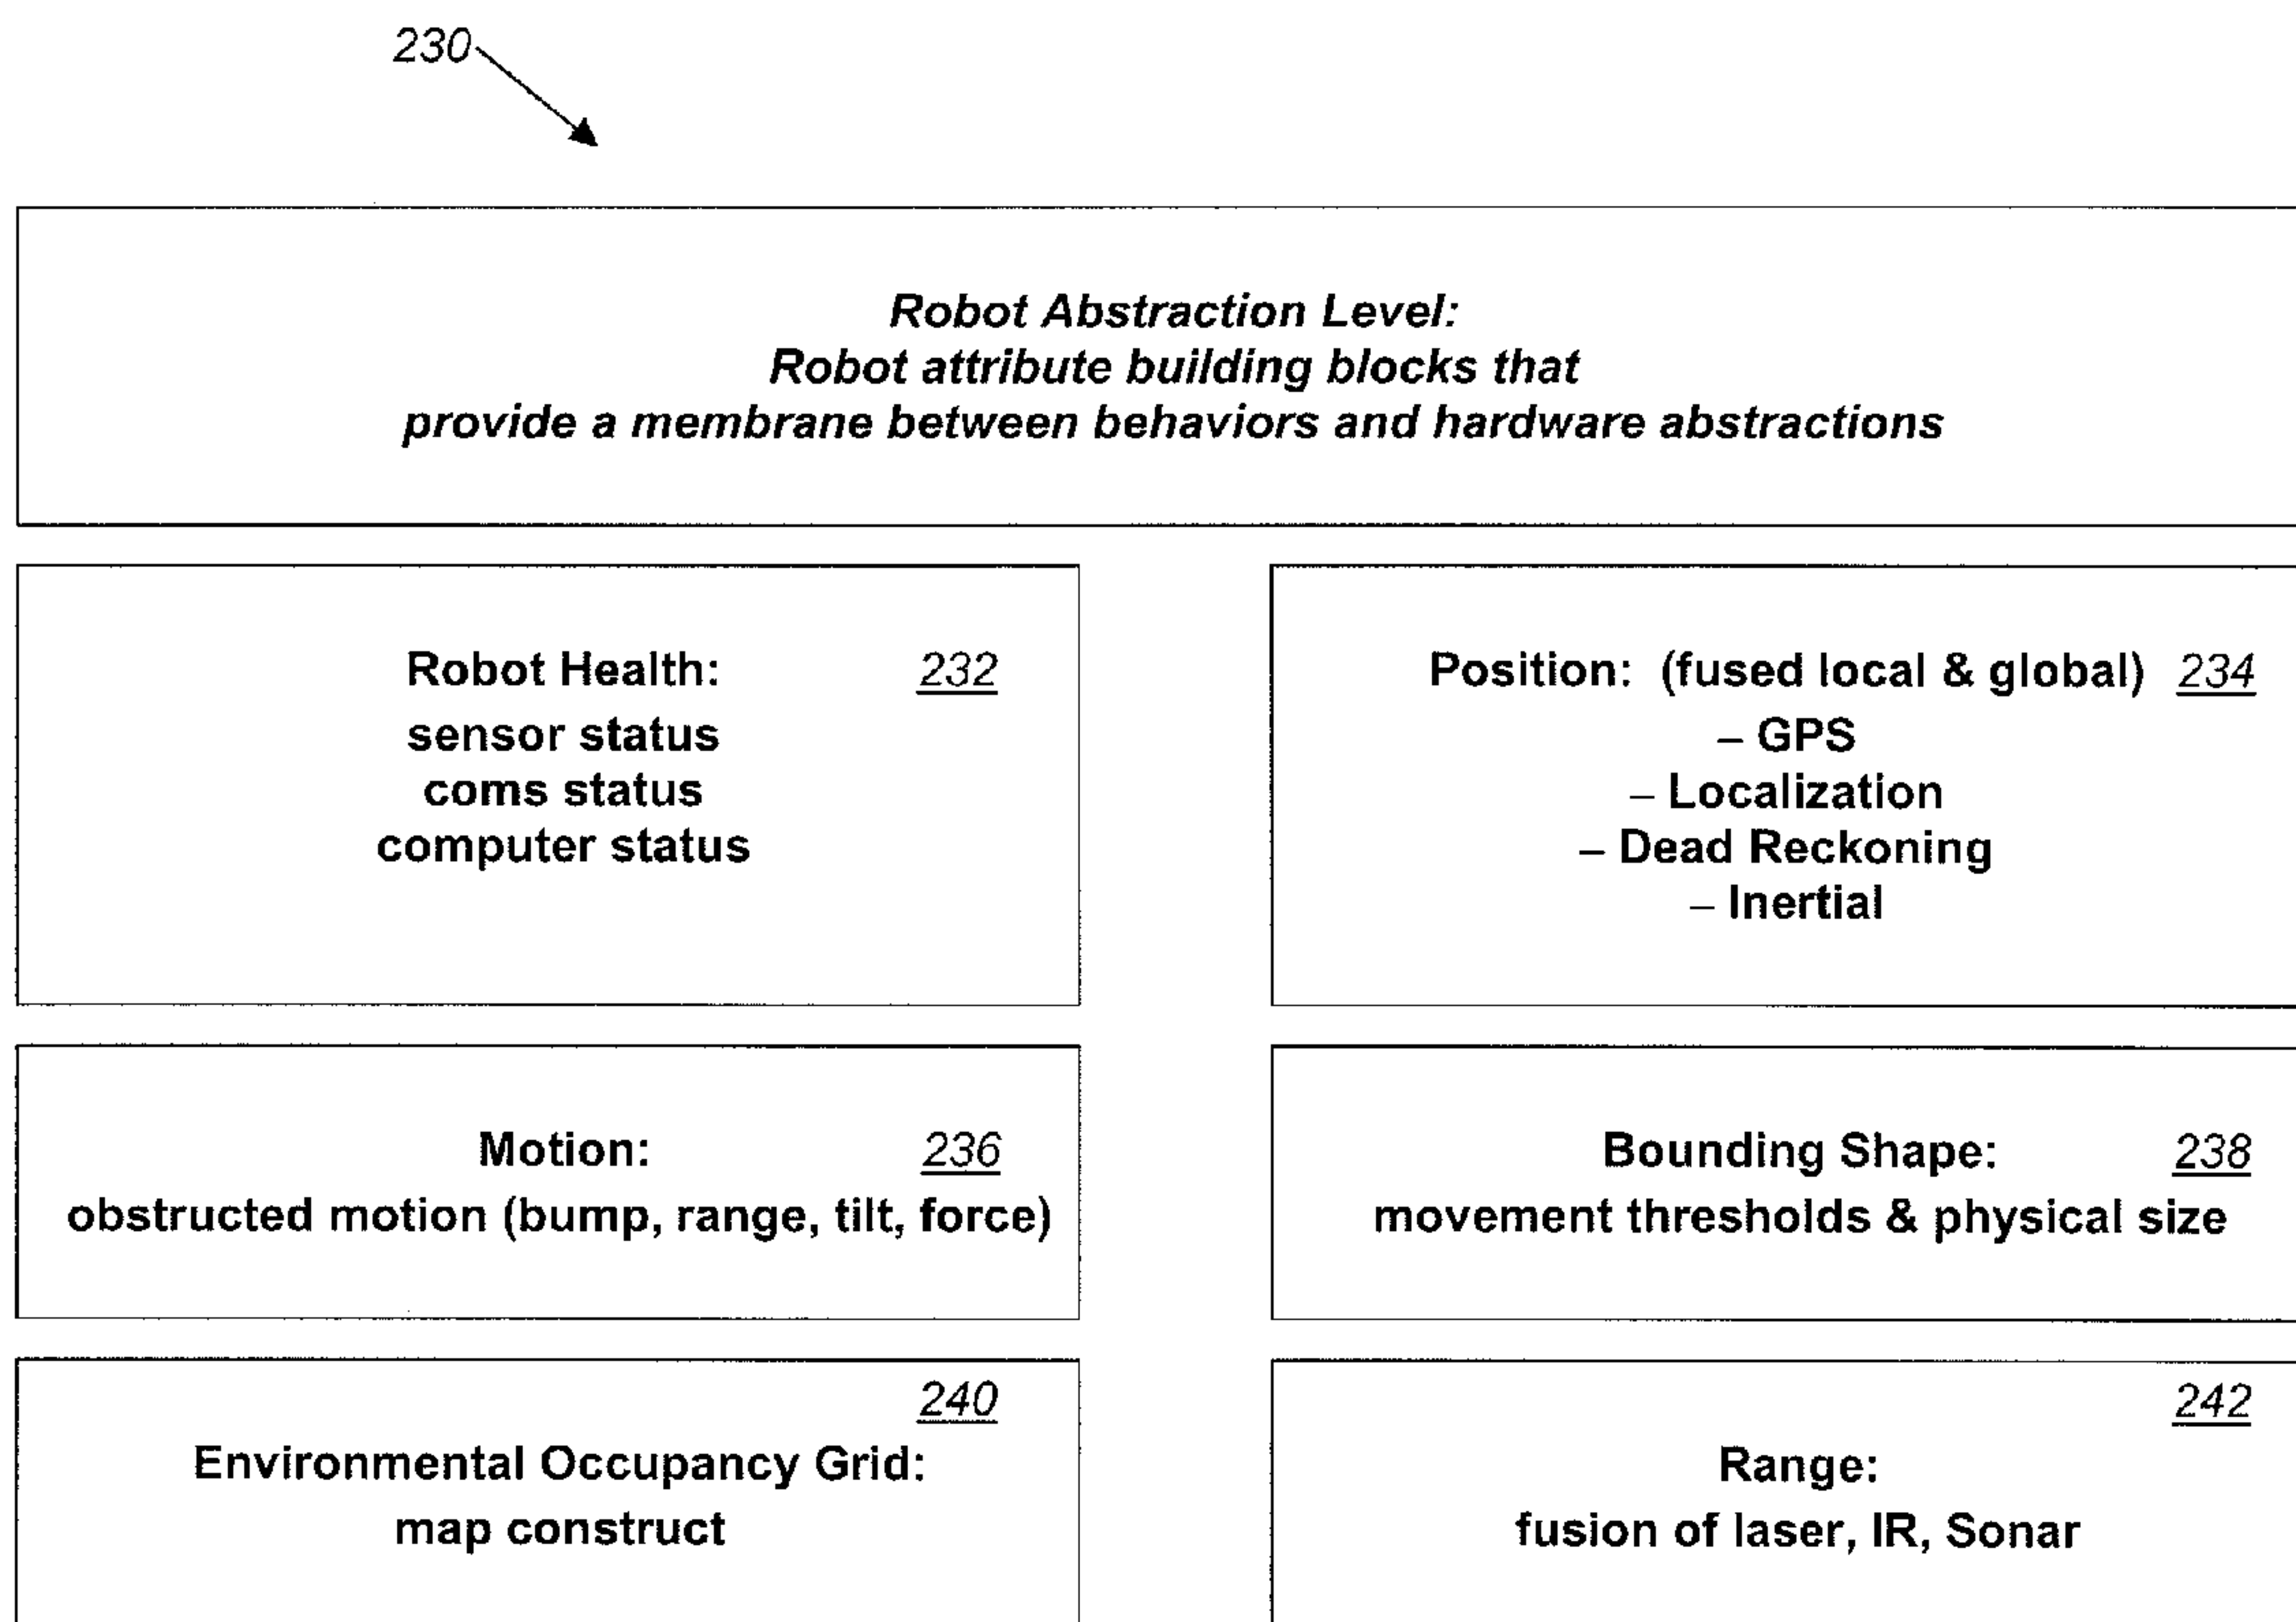 230
Robot Abstraction Level:
Robot attribute building blocks that
provide a membrane between behaviors and hardware abstractions
Robot Health: 232
sensor status
coms status
computer status
Position: (fused local & global) 234
– GPS
– Localization
– Dead Reckoning
– Inertial
Motion: 236
obstructed motion (bump, range, tilt, force)
Bounding Shape: 238
movement thresholds & physical size
240
Environmental Occupancy Grid:
map construct
242
Range:
fusion of laser, IR, Sonar